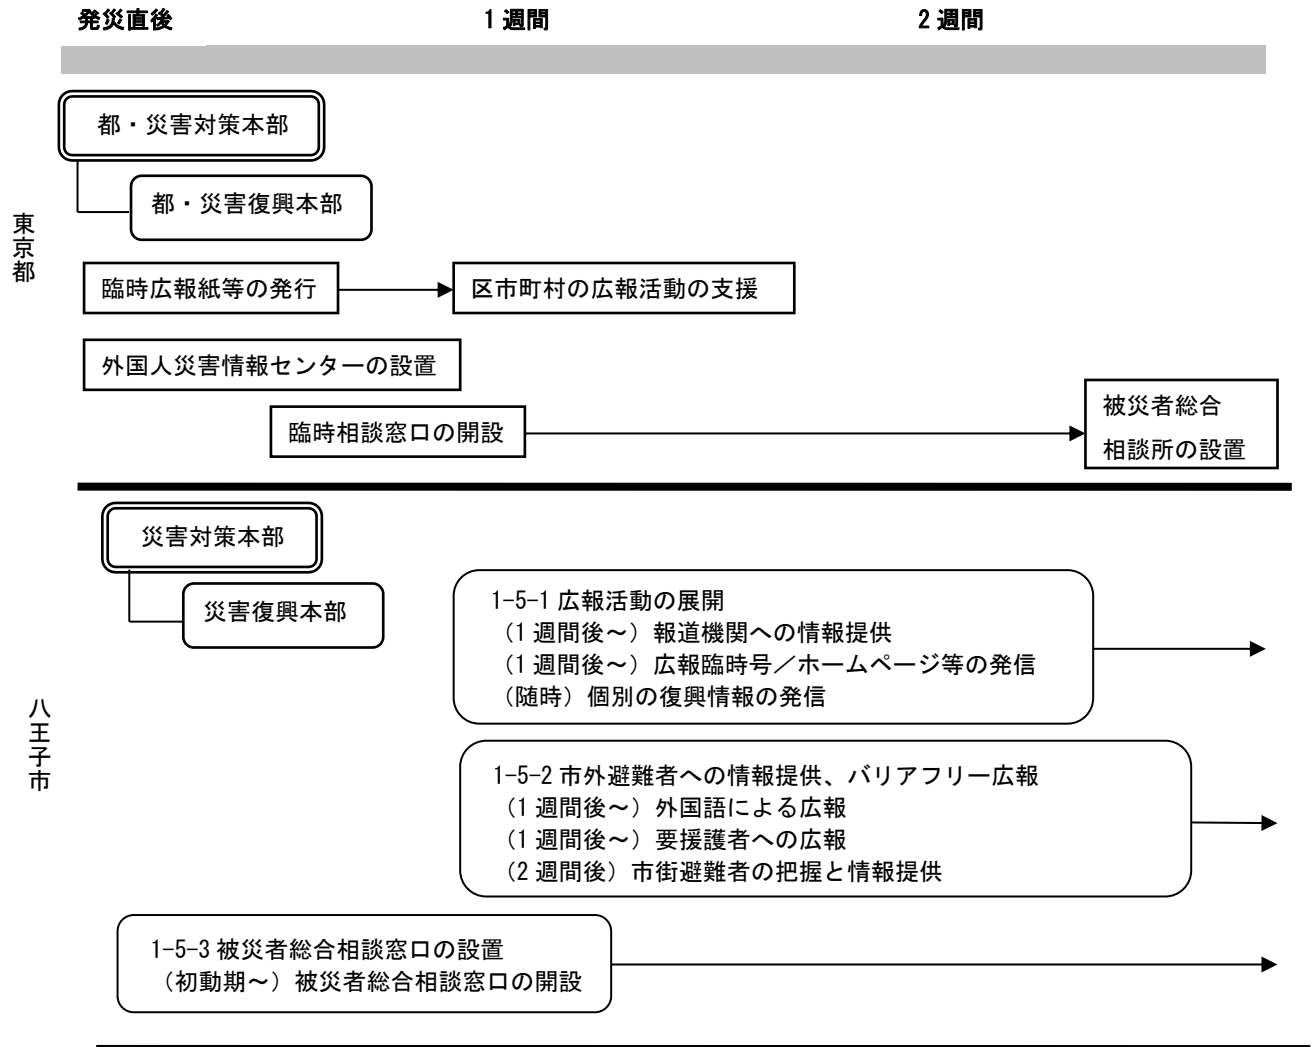 発災直後
1 週間
2 週間
東京都
都・災害対策本部
都・災害復興本部
臨時広報紙等の発行
区市町村の広報活動の支援
外国人災害情報センターの設置
臨時相談窓口の開設
被災者総合
相談所の設置
八王子市
災害対策本部
災害復興本部
1-5-1 広報活動の展開
（1 週間後～）報道機関への情報提供
（1 週間後～）広報臨時号／ホームページ等の発信
（随時）個別の復興情報の発信
1-5-2 市外避難者への情報提供、バリアフリー広報
（1 週間後～）外国語による広報
（1 週間後～）要援護者への広報
（2 週間後）市街避難者の把握と情報提供
1-5-3 被災者総合相談窓口の設置
（初動期～）被災者総合相談窓口の開設